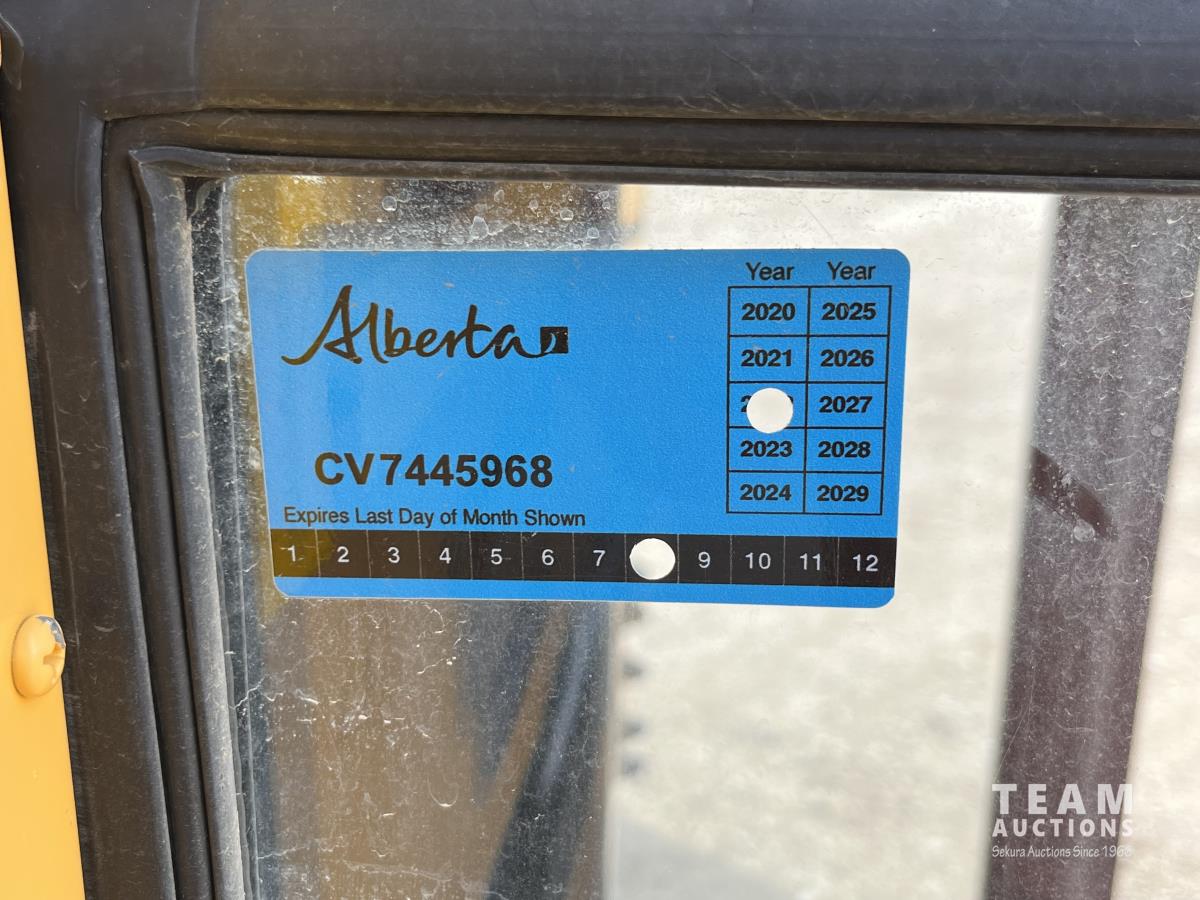 Alberta
Year Year
2020 2025
2021 2026
2027
2023 2028
2024 2029
CV7445968
Expires Last Day of Month Shown
1 2 3 4 5 6 7 9 10 11 12
TEAM
AUCTIONS
Sekura Auctions Since 1966